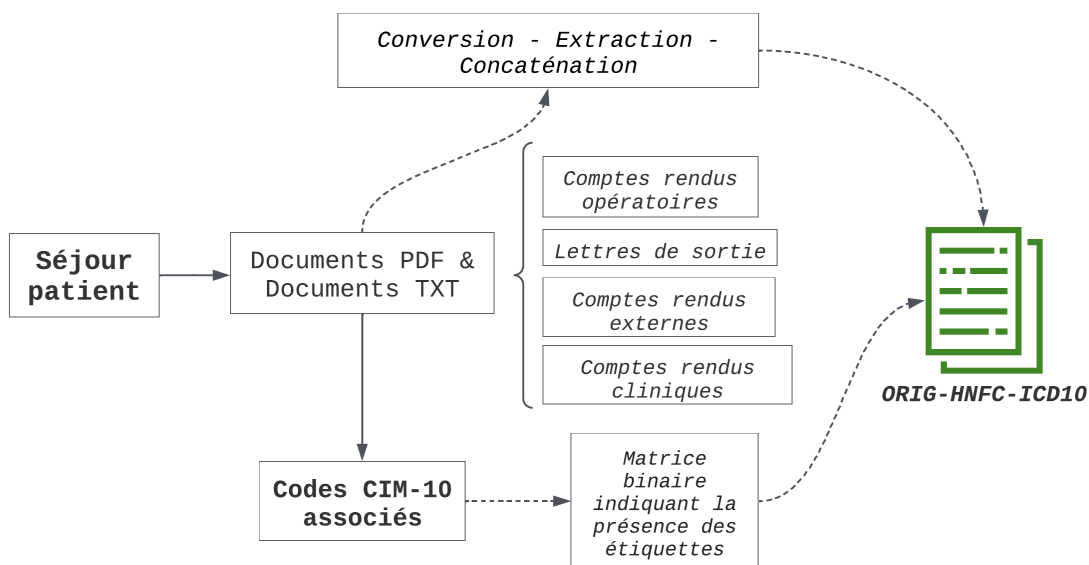 Conversion - Extraction -
Concaténation
Comptes rendus
opératoires
Lettres de sortie
Comptes rendus
externes
Comptes rendus
cliniques
Séjour
patient
Documents PDF &
Documents TXT
ORIG-HNFC-ICD10
Codes CIM-10
associés
Matrice
binaire
indiquant la
présence des
étiquettes